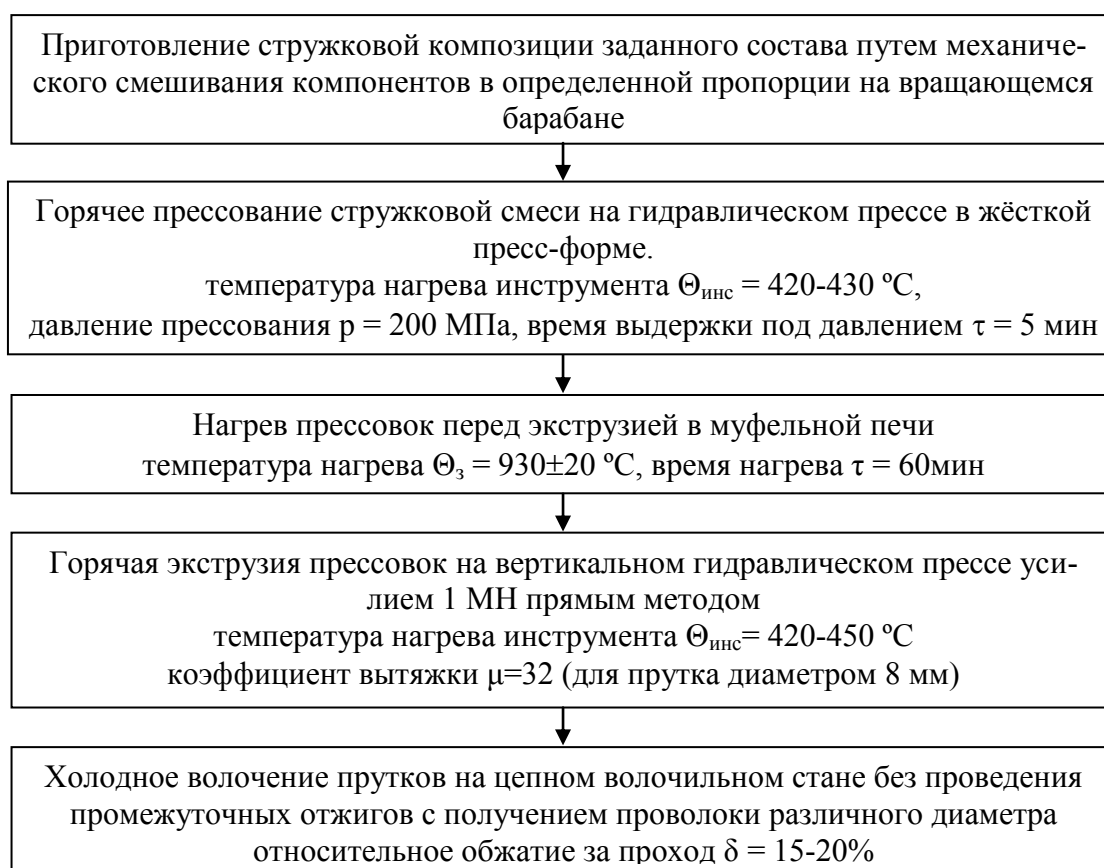 Приготовление стружковой композиции заданного состава путем механиче-
ского смешивания компонентов в определенной пропорции на вращающемся
барабане
Горячее прессование стружковой смеси на гидравлическом прессе в жёсткой
пресс-форме.
температура нагрева инструмента Θинс = 420-430 ºС,
давление прессования р = 200 МПа, время выдержки под давлением τ = 5 мин
Нагрев прессовок перед экструзией в муфельной печи
температура нагрева Θз = 930±20 ºС, время нагрева τ = 60мин
Горячая экструзия прессовок на вертикальном гидравлическом прессе уси-
лием 1 МН прямым методом
температура нагрева инструмента Θинс= 420-450 ºС
коэффициент вытяжки μ=32 (для прутка диаметром 8 мм)
Холодное волочение прутков на цепном волочильном стане без проведения
промежуточных отжигов с получением проволоки различного диаметра
относительное обжатие за проход δ = 15-20%